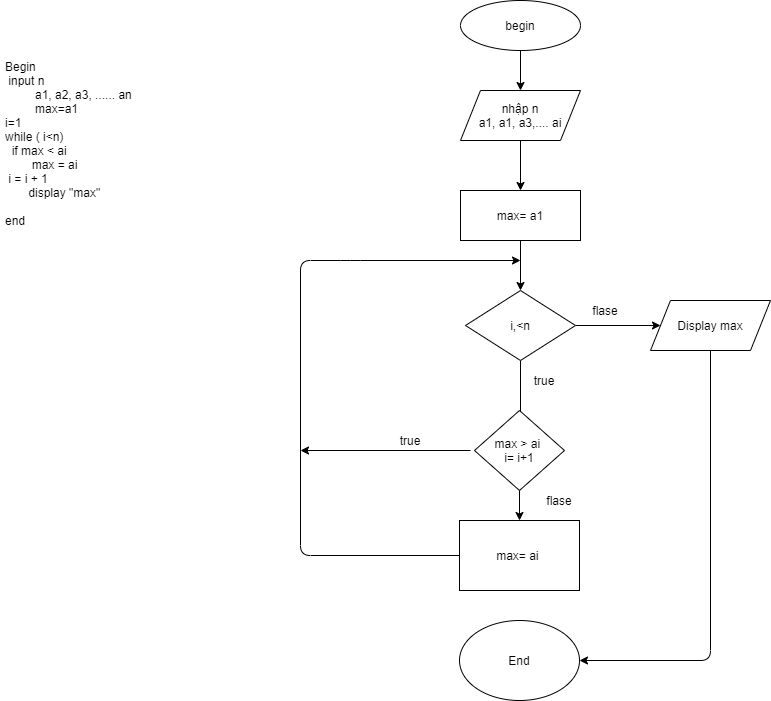 Begin
input n
a1, a2, a3, ...... an
max=a1
i=1
while ( i<n)
if max < ai
max = ai
i = i + 1
display "max"
end
begin
nhập n
a1, a1, a3,.... ai
max= a1
i,<n
flase
Display max
true
max > ai
i= i+1
true
flase
max= ai
End